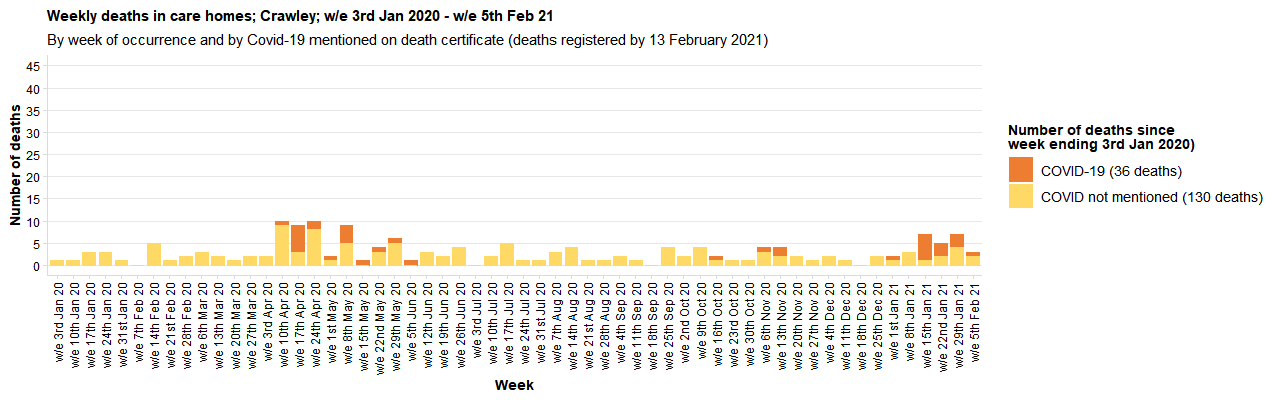 Weekly deaths in care homes; Crawley; w/e 3rd Jan 2020 - w/e 5th Feb 21
By week of occurrence and by Covid-19 mentioned on death certificate (deaths registered by 13 February 2021)
45
40
35
30
25
20
15
10
5
0
Number of deaths
w/e 3rd Jan 20
w/e 10th Jan 20
w/e 17th Jan 20
w/e 24th Jan 20
w/e 31st Jan 20
w/e 7th Feb 20
w/e 14th Feb 20
w/e 21st Feb 20
w/e 28th Feb 20
w/e 6th Mar 20
w/e 13th Mar 20
w/e 20th Mar 20
w/e 27th Mar 20
w/e 3rd Apr 20
w/e 10th Apr 20
w/e 17th Apr 20
w/e 24th Apr 20
w/e 1st May 20
w/e 8th May 20
w/e 15th May 20
w/e 22nd May 20
w/e 29th May 20
w/e 5th Jun 20
w/e 12th Jun 20
w/e 19th Jun 20
w/e 26th Jun 20
w/e 3rd Jul 20
w/e 10th Jul 20
w/e 17th Jul 20
w/e 24th Jul 20
w/e 31st Jul 20
w/e 7th Aug 20
w/e 14th Aug 20
w/e 21st Aug 20
w/e 28th Aug 20
w/e 4th Sep 20
w/e 11th Sep 20
w/e 18th Sep 20
w/e 25th Sep 20
w/e 2nd Oct 20
w/e 9th Oct 20
w/e 16th Oct 20
w/e 23rd Oct 20
w/e 30th Oct 20
w/e 6th Nov 20
w/e 13th Nov 20
w/e 20th Nov 20
w/e 27th Nov 20
w/e 4th Dec 20
w/e 11th Dec 20
w/e 18th Dec 20
w/e 25th Dec 20
w/e 1st Jan 21
w/e 8th Jan 21
w/e 15th Jan 21
w/e 22nd Jan 21
w/e 29th Jan 21
w/e 5th Feb 21
Week
Number of deaths since
week ending 3rd Jan 2020)
COVID-19 (36 deaths)
COVID not mentioned (130 deaths)